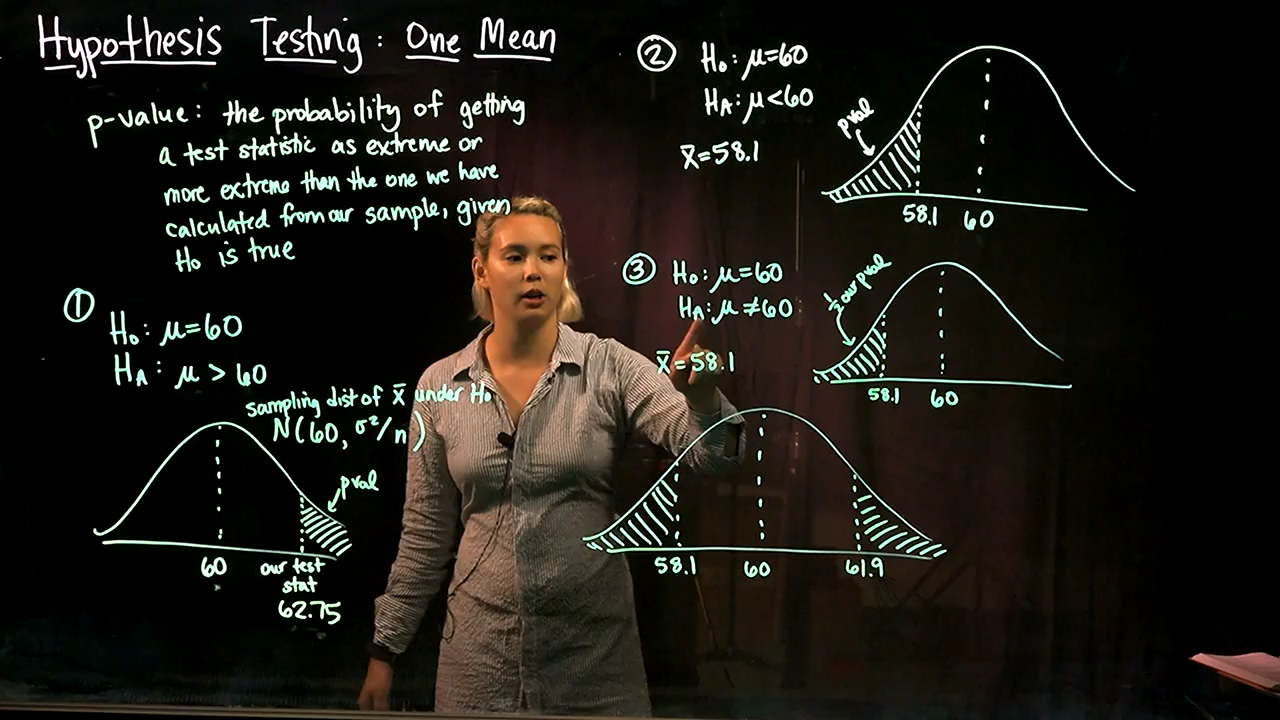 Hypothesis Testing: One Mean
p-value: the probability of getting
a test statistic as extreme or
more extreme than the one we have
calculated from our sample, given
H₀ is true
①
H₀: μ=60
Hₐ: μ > 60
sampling dist of x̄ under H₀
N(60, σ²/n)
pval
60
our test
stat
62.75
②
H₀: μ=60
Hₐ: μ<60
x̄=58.1
pval
58.1 60
③
H₀: μ=60
Hₐ: μ≠60
x̄=58.1
½ our pval
58.1 60
58.1 60 61.9